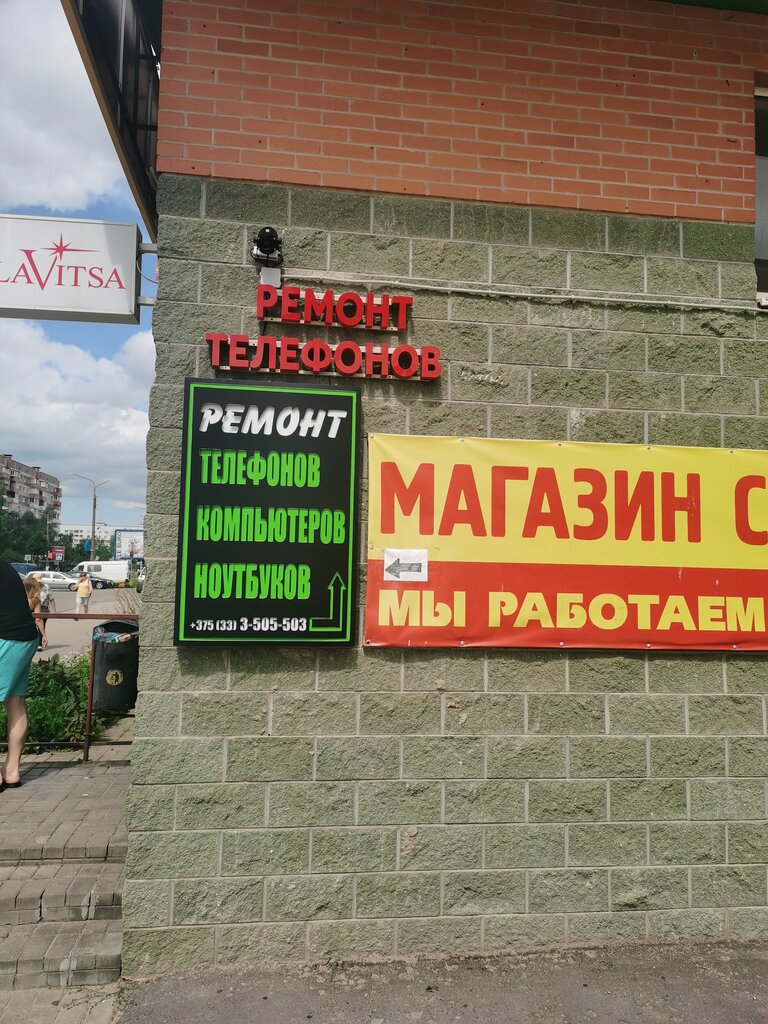 LAVITSA
РЕМОНТ
ТЕЛЕФОНОВ
РЕМОНТ
ТЕЛЕФОНОВ
КОМПЬЮТЕРОВ
НОУТБУКОВ
+375 (33) 3-505-503
МАГАЗИН С
МЫ РАБОТАЕМ